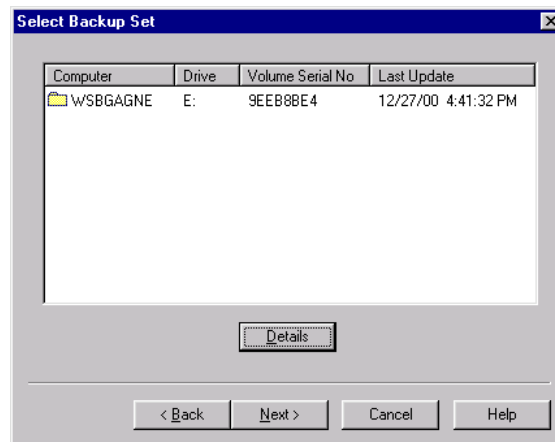 Select Backup Set
Computer Drive Volume Serial No Last Update
WSBGAGNE E: 9EEB8BE4 12/27/00 4:41:32 PM
Details
< Back Next > Cancel Help